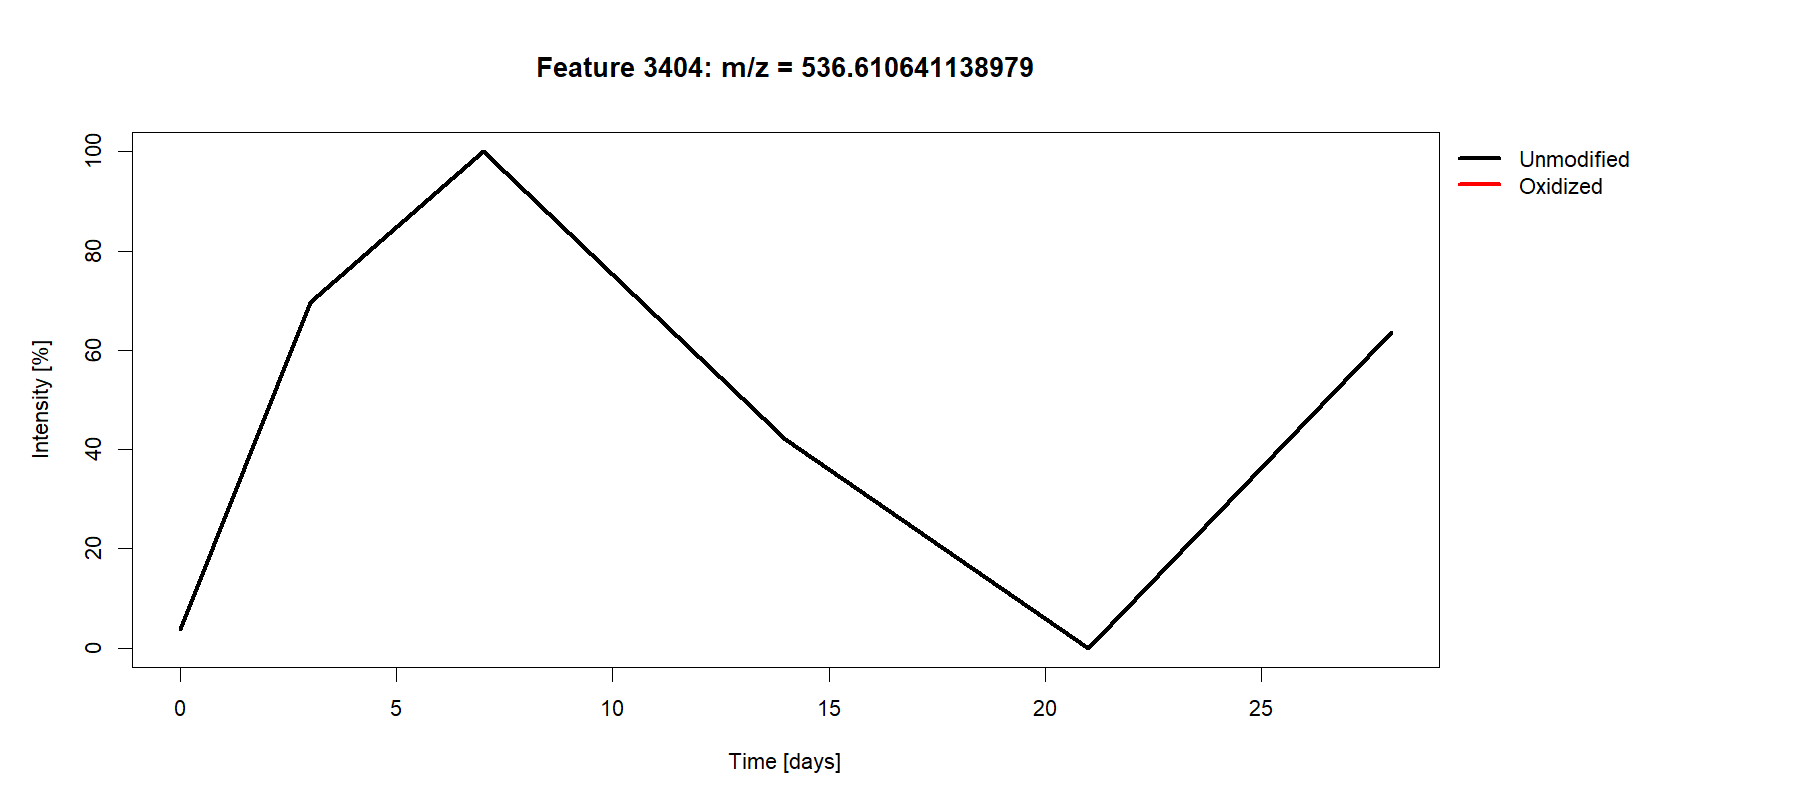 Feature 3404: m/z = 536.610641138979
Unmodified
Oxidized
Intensity [%]
100
80
60
40
20
0
0 5 10 15 20 25
Time [days]